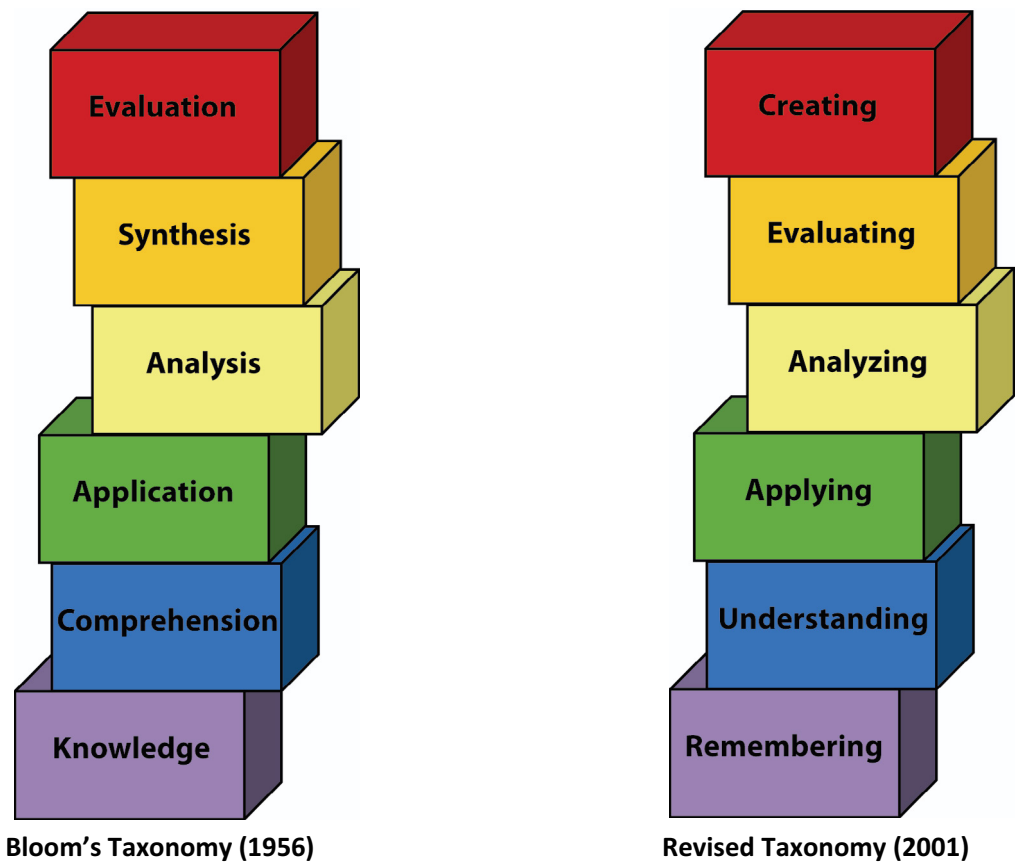 Evaluation
Synthesis
Analysis
Application
Comprehension
Knowledge
Bloom’s Taxonomy (1956)
Creating
Evaluating
Analyzing
Applying
Understanding
Remembering
Revised Taxonomy (2001)